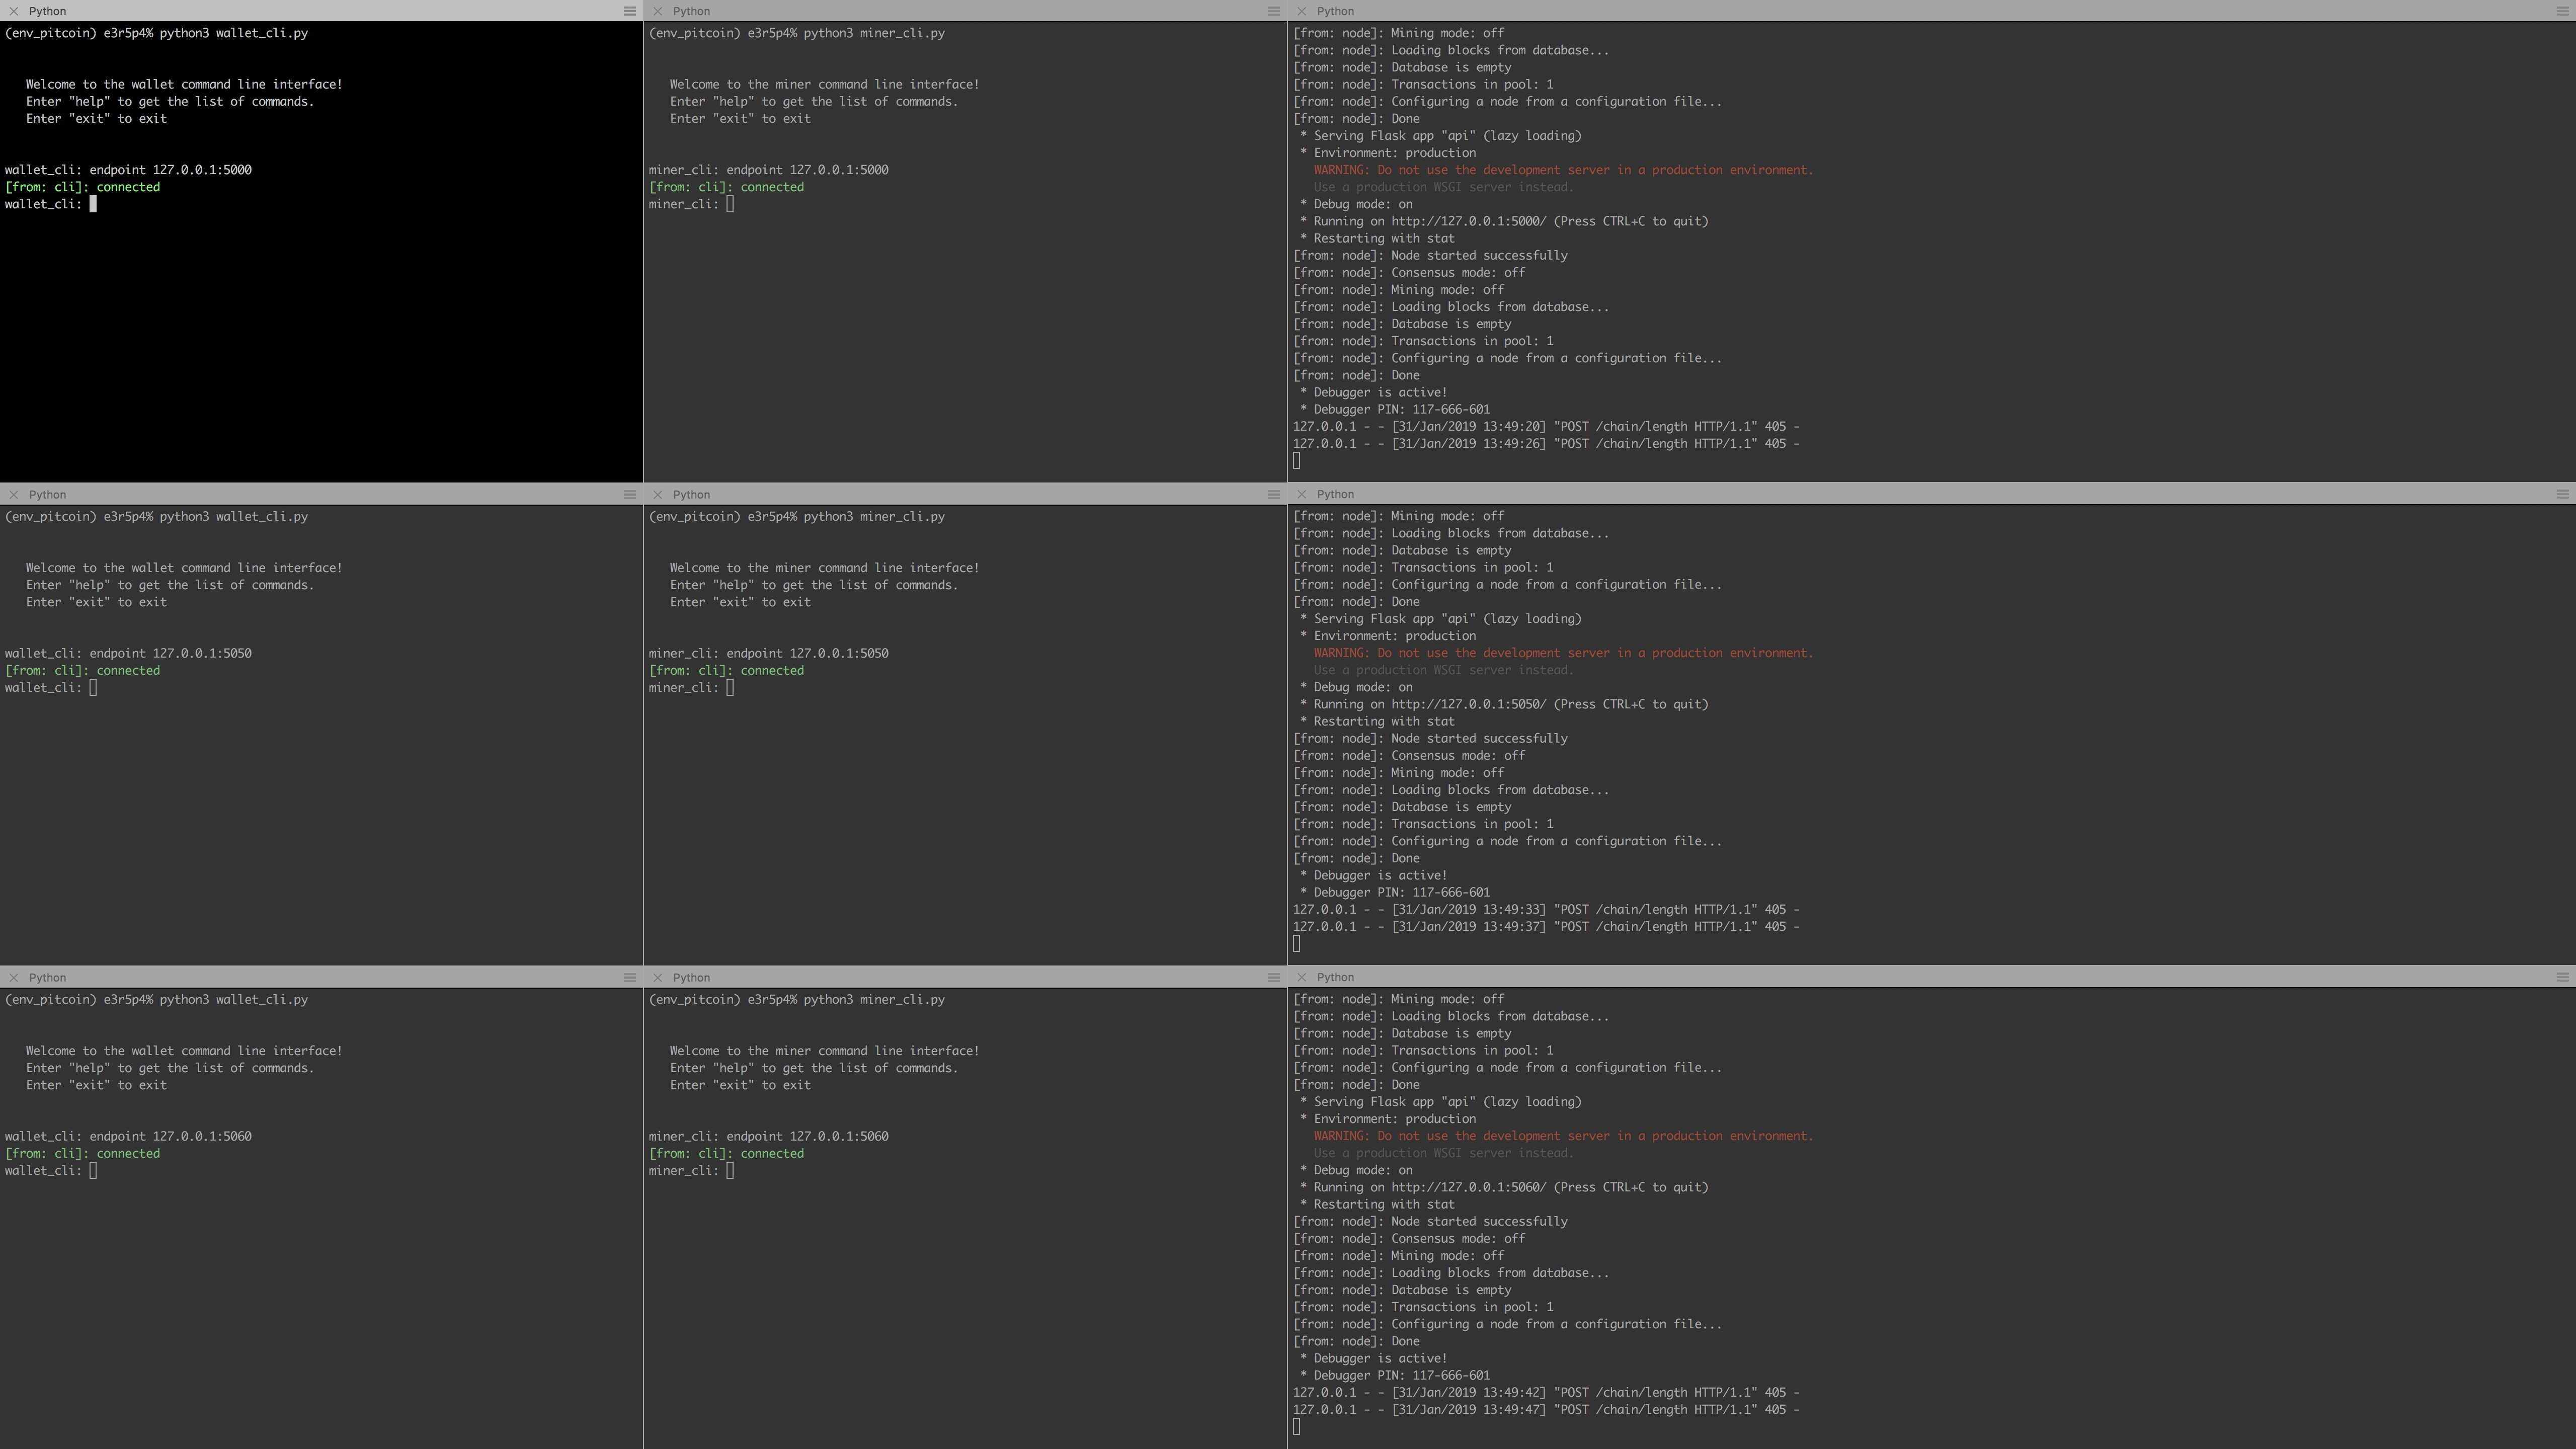 Python
(env_pitcoin) e3r5p4% python3 wallet_cli.py
Welcome to the wallet command line interface!
Enter "help" to get the list of commands.
Enter "exit" to exit
wallet_cli: endpoint 127.0.0.1:5000
[from: cli]: connected
wallet_cli:
Python
(env_pitcoin) e3r5p4% python3 miner_cli.py
Welcome to the miner command line interface!
Enter "help" to get the list of commands.
Enter "exit" to exit
miner_cli: endpoint 127.0.0.1:5000
[from: cli]: connected
miner_cli:
Python
[from: node]: Mining mode: off
[from: node]: Loading blocks from database...
[from: node]: Database is empty
[from: node]: Transactions in pool: 1
[from: node]: Configuring a node from a configuration file...
[from: node]: Done
* Serving Flask app "api" (lazy loading)
* Environment: production
WARNING: Do not use the development server in a production environment.
Use a production WSGI server instead.
* Debug mode: on
* Running on http://127.0.0.1:5000/ (Press CTRL+C to quit)
* Restarting with stat
[from: node]: Node started successfully
[from: node]: Consensus mode: off
[from: node]: Mining mode: off
[from: node]: Loading blocks from database...
[from: node]: Database is empty
[from: node]: Transactions in pool: 1
[from: node]: Configuring a node from a configuration file...
[from: node]: Done
* Debugger is active!
* Debugger PIN: 117-666-601
127.0.0.1 - - [31/Jan/2019 13:49:20] "POST /chain/length HTTP/1.1" 405 -
127.0.0.1 - - [31/Jan/2019 13:49:26] "POST /chain/length HTTP/1.1" 405 -
Python
(env_pitcoin) e3r5p4% python3 wallet_cli.py
Welcome to the wallet command line interface!
Enter "help" to get the list of commands.
Enter "exit" to exit
wallet_cli: endpoint 127.0.0.1:5050
[from: cli]: connected
wallet_cli:
Python
(env_pitcoin) e3r5p4% python3 miner_cli.py
Welcome to the miner command line interface!
Enter "help" to get the list of commands.
Enter "exit" to exit
miner_cli: endpoint 127.0.0.1:5050
[from: cli]: connected
miner_cli:
Python
[from: node]: Mining mode: off
[from: node]: Loading blocks from database...
[from: node]: Database is empty
[from: node]: Transactions in pool: 1
[from: node]: Configuring a node from a configuration file...
[from: node]: Done
* Serving Flask app "api" (lazy loading)
* Environment: production
WARNING: Do not use the development server in a production environment.
Use a production WSGI server instead.
* Debug mode: on
* Running on http://127.0.0.1:5050/ (Press CTRL+C to quit)
* Restarting with stat
[from: node]: Node started successfully
[from: node]: Consensus mode: off
[from: node]: Mining mode: off
[from: node]: Loading blocks from database...
[from: node]: Database is empty
[from: node]: Transactions in pool: 1
[from: node]: Configuring a node from a configuration file...
[from: node]: Done
* Debugger is active!
* Debugger PIN: 117-666-601
127.0.0.1 - - [31/Jan/2019 13:49:33] "POST /chain/length HTTP/1.1" 405 -
127.0.0.1 - - [31/Jan/2019 13:49:37] "POST /chain/length HTTP/1.1" 405 -
Python
(env_pitcoin) e3r5p4% python3 wallet_cli.py
Welcome to the wallet command line interface!
Enter "help" to get the list of commands.
Enter "exit" to exit
wallet_cli: endpoint 127.0.0.1:5060
[from: cli]: connected
wallet_cli:
Python
(env_pitcoin) e3r5p4% python3 miner_cli.py
Welcome to the miner command line interface!
Enter "help" to get the list of commands.
Enter "exit" to exit
miner_cli: endpoint 127.0.0.1:5060
[from: cli]: connected
miner_cli:
Python
[from: node]: Mining mode: off
[from: node]: Loading blocks from database...
[from: node]: Database is empty
[from: node]: Transactions in pool: 1
[from: node]: Configuring a node from a configuration file...
[from: node]: Done
* Serving Flask app "api" (lazy loading)
* Environment: production
WARNING: Do not use the development server in a production environment.
Use a production WSGI server instead.
* Debug mode: on
* Running on http://127.0.0.1:5060/ (Press CTRL+C to quit)
* Restarting with stat
[from: node]: Node started successfully
[from: node]: Consensus mode: off
[from: node]: Mining mode: off
[from: node]: Loading blocks from database...
[from: node]: Database is empty
[from: node]: Transactions in pool: 1
[from: node]: Configuring a node from a configuration file...
[from: node]: Done
* Debugger is active!
* Debugger PIN: 117-666-601
127.0.0.1 - - [31/Jan/2019 13:49:42] "POST /chain/length HTTP/1.1" 405 -
127.0.0.1 - - [31/Jan/2019 13:49:47] "POST /chain/length HTTP/1.1" 405 -